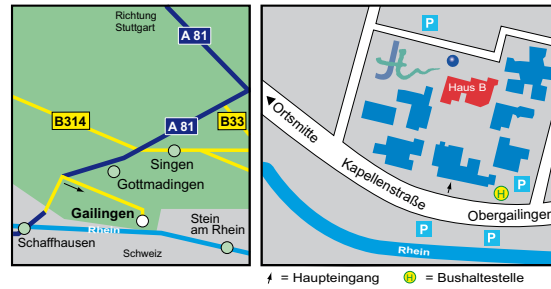 Richtung
Stuttgart
A 81
B314
B33
A 81
Singen
Gottmadingen
Gailingen
Rhein
Stein
am Rhein
Schaffhausen
Schweiz
P
Haus B
Ortsmitte
Kapellenstraße
P
H
Obergailingen
P
P
Rhein
= Haupteingang
H = Bushaltestelle